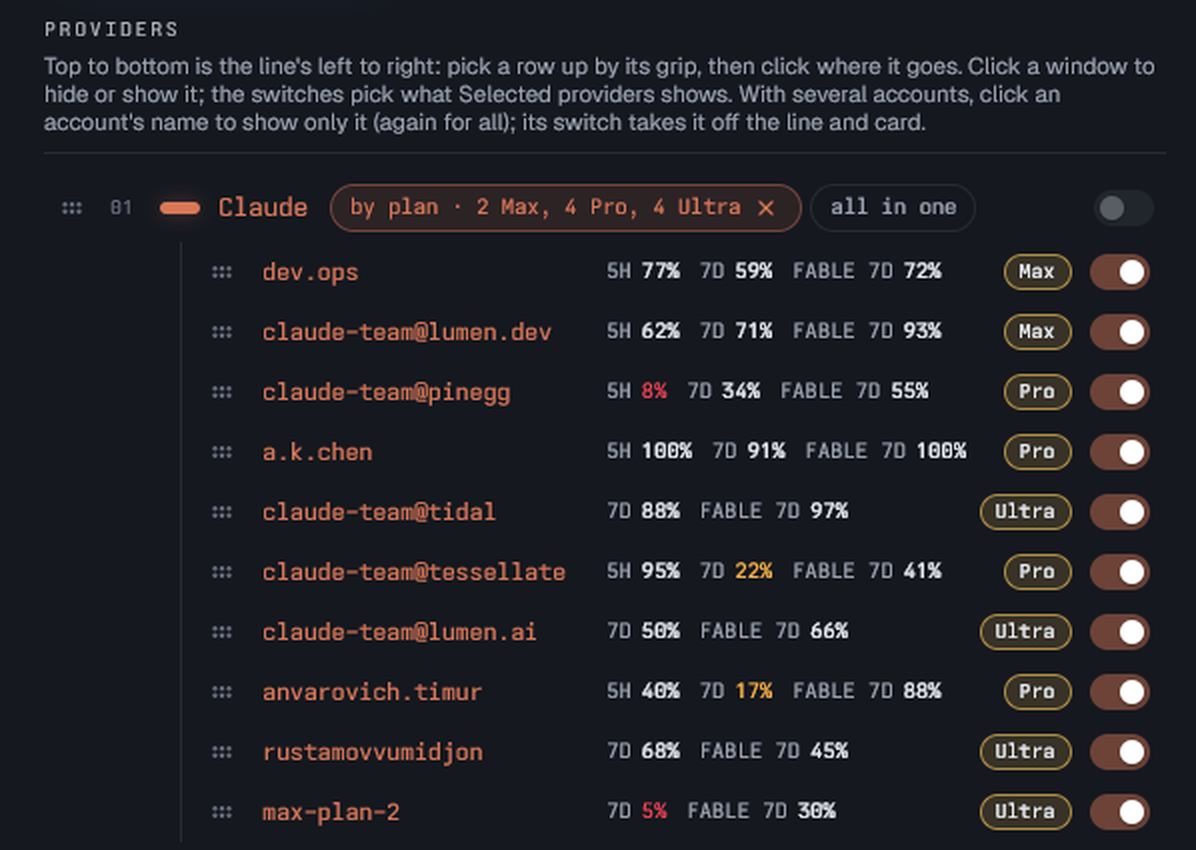 PROVIDERS
Top to bottom is the line's left to right: pick a row up by its grip, then click where it goes. Click a window to
hide or show it; the switches pick what Selected providers shows. With several accounts, click an
account's name to show only it (again for all); its switch takes it off the line and card.
01 Claude by plan · 2 Max, 4 Pro, 4 Ultra × all in one
dev.ops 5H 77% 7D 59% FABLE 7D 72% Max
claude-team@lumen.dev 5H 62% 7D 71% FABLE 7D 93% Max
claude-team@pinegg 5H 8% 7D 34% FABLE 7D 55% Pro
a.k.chen 5H 100% 7D 91% FABLE 7D 100% Pro
claude-team@tidal 7D 88% FABLE 7D 97% Ultra
claude-team@tessellate 5H 95% 7D 22% FABLE 7D 41% Pro
claude-team@lumen.ai 7D 50% FABLE 7D 66% Ultra
anvarovich.timur 5H 40% 7D 17% FABLE 7D 88% Pro
rustamovvumidjon 7D 68% FABLE 7D 45% Ultra
max-plan-2 7D 5% FABLE 7D 30% Ultra